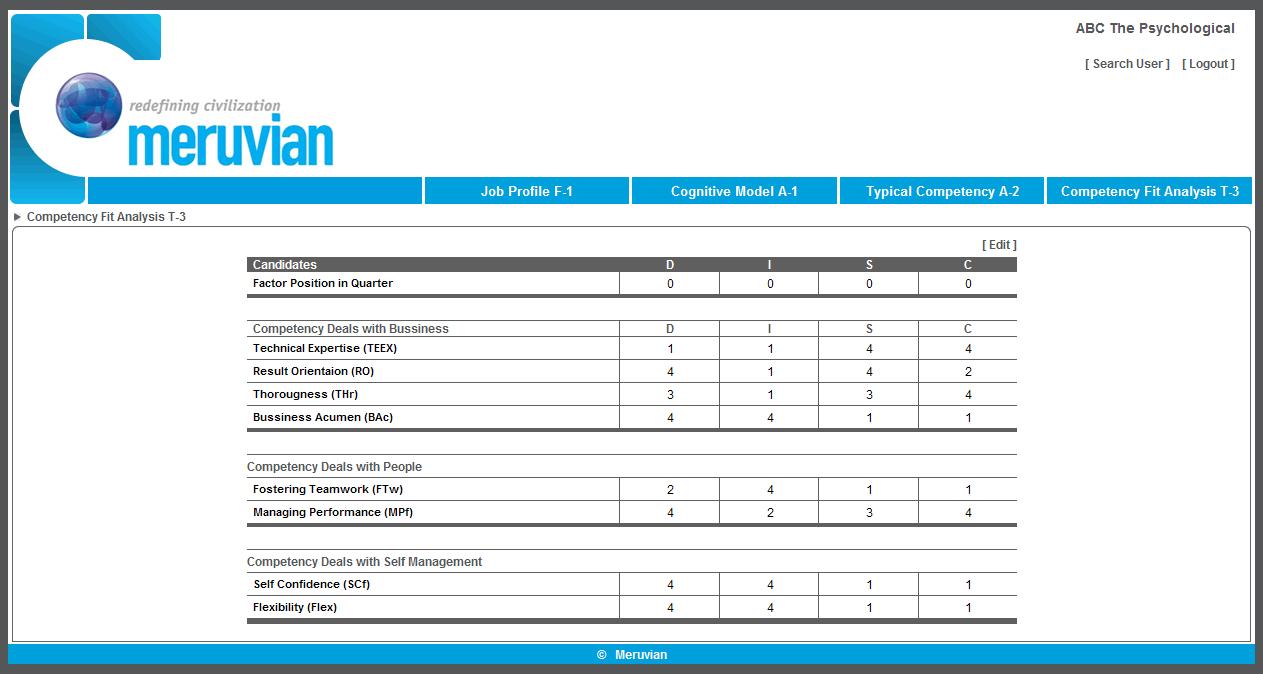 ABC The Psychological
[ Search User ] [ Logout ]
redefining civilization
meruvian
Job Profile F-1 Cognitive Model A-1 Typical Competency A-2 Competency Fit Analysis T-3
Competency Fit Analysis T-3
[ Edit ]
Candidates D I S C
Factor Position in Quarter 0 0 0 0
Competency Deals with Bussiness D I S C
Technical Expertise (TEEX) 1 1 4 4
Result Orientaion (RO) 4 1 4 2
Thorougness (THr) 3 1 3 4
Bussiness Acumen (BAc) 4 4 1 1
Competency Deals with People
Fostering Teamwork (FTw) 2 4 1 1
Managing Performance (MPf) 4 2 3 4
Competency Deals with Self Management
Self Confidence (SCf) 4 4 1 1
Flexibility (Flex) 4 4 1 1
© Meruvian